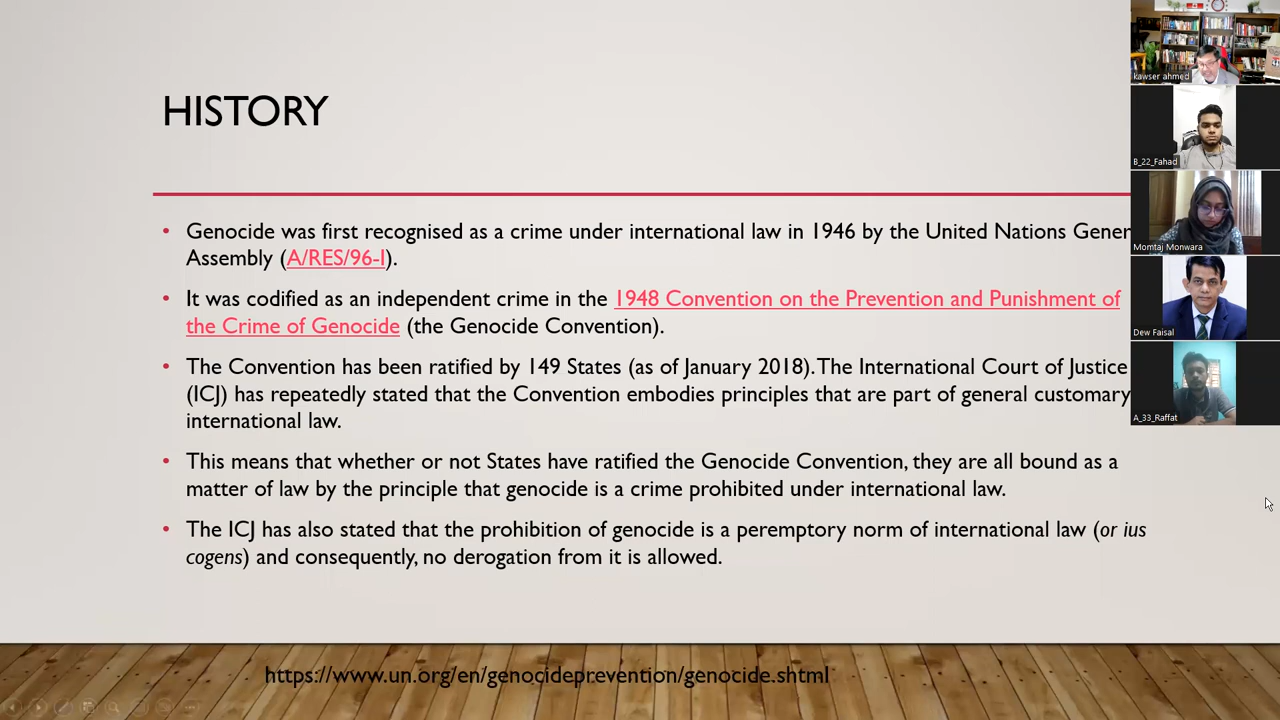 HISTORY
• Genocide was first recognised as a crime under international law in 1946 by the United Nations Gener
Assembly (A/RES/96-I).
• It was codified as an independent crime in the 1948 Convention on the Prevention and Punishment of
the Crime of Genocide (the Genocide Convention).
• The Convention has been ratified by 149 States (as of January 2018). The International Court of Justice
(ICJ) has repeatedly stated that the Convention embodies principles that are part of general customary
international law.
• This means that whether or not States have ratified the Genocide Convention, they are all bound as a
matter of law by the principle that genocide is a crime prohibited under international law.
• The ICJ has also stated that the prohibition of genocide is a peremptory norm of international law (or ius
cogens) and consequently, no derogation from it is allowed.
https://www.un.org/en/genocideprevention/genocide.shtml
kawser ahmed
B_22_Fahad
Momtaj Monwara
Dew Faisal
A_33_Raffat